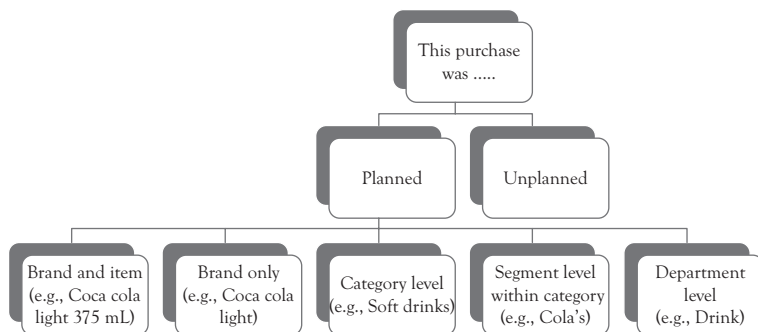 This purchase
was .....
Planned
Unplanned
Brand and item
(e.g., Coca cola
light 375 mL)
Brand only
(e.g., Coca cola
light)
Category level
(e.g., Soft drinks)
Segment level
within category
(e.g., Cola's)
Department
level
(e.g., Drink)